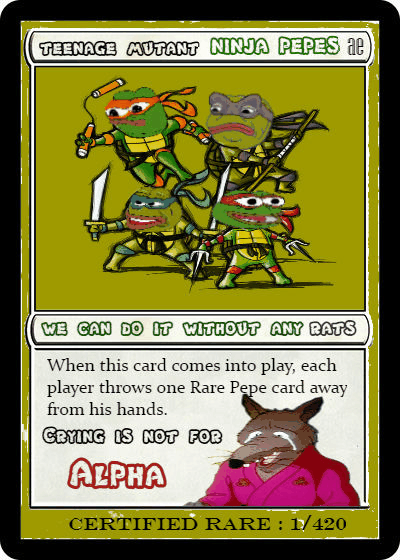 TEENAGE MUTANT NINJA PEPES æ
WE CAN DO IT WITHOUT ANY RATS
When this card comes into play, each
player throws one Rare Pepe card away
from his hands.
CRYING IS NOT FOR
ALPHA
CERTIFIED RARE : 1/420